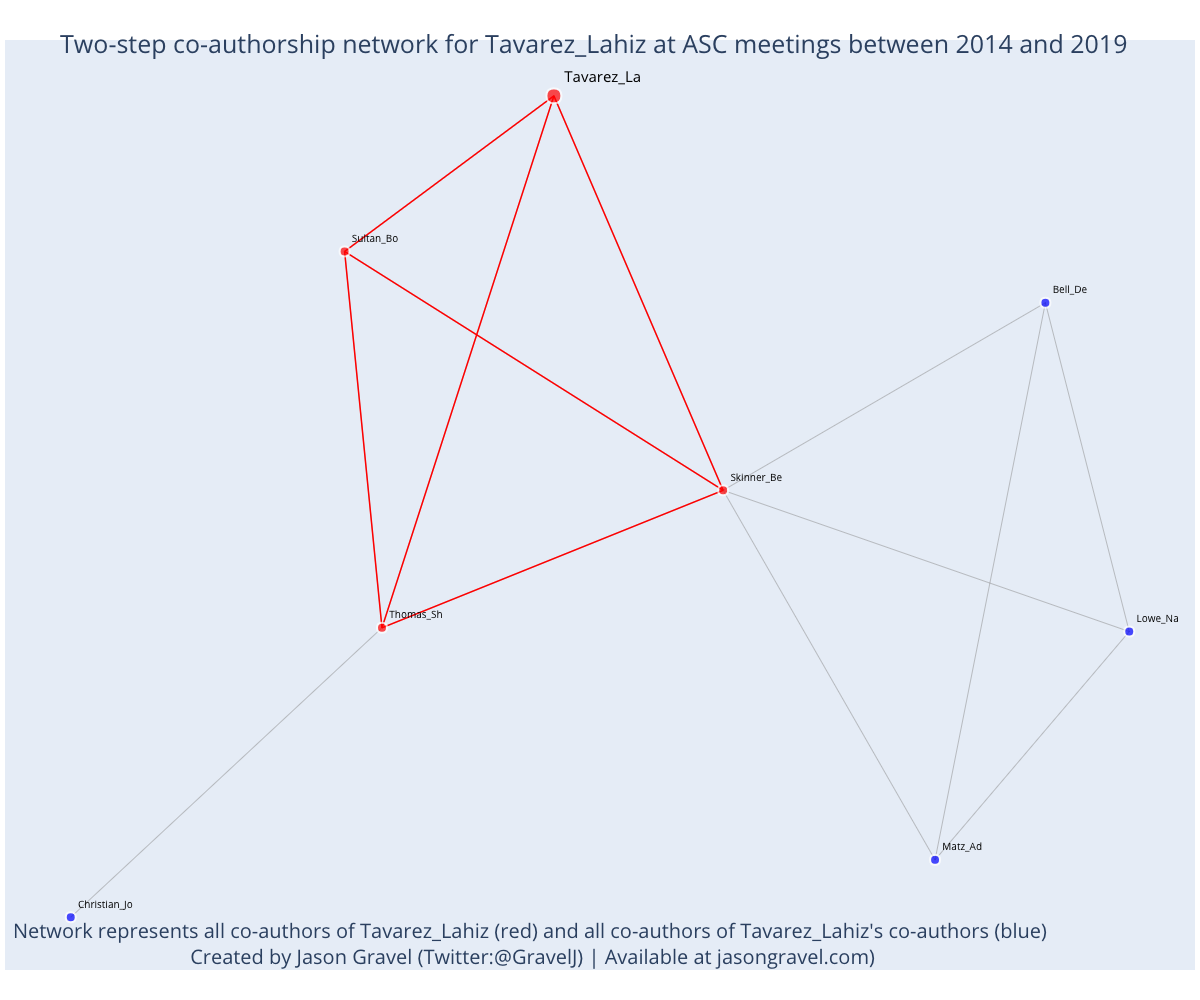 Two-step co-authorship network for Tavarez_Lahiz at ASC meetings between 2014 and 2019
Tavarez_La
Sultan_Bo
Bell_De
Skinner_Be
Thomas_Sh
Lowe_Na
Matz_Ad
Christian_Jo
Network represents all co-authors of Tavarez_Lahiz (red) and all co-authors of Tavarez_Lahiz's co-authors (blue)
Created by Jason Gravel (Twitter:@GravelJ) | Available at jasongravel.com)